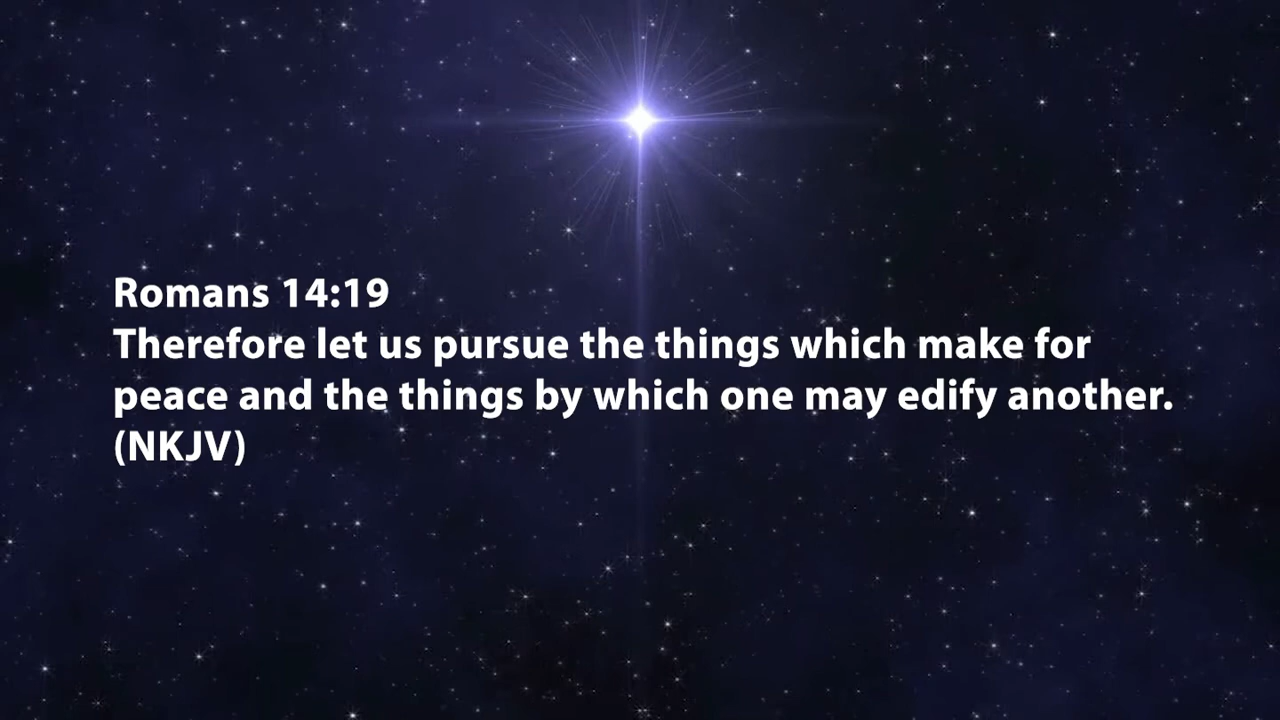 Romans 14:19
Therefore let us pursue the things which make for
peace and the things by which one may edify another.
(NKJV)